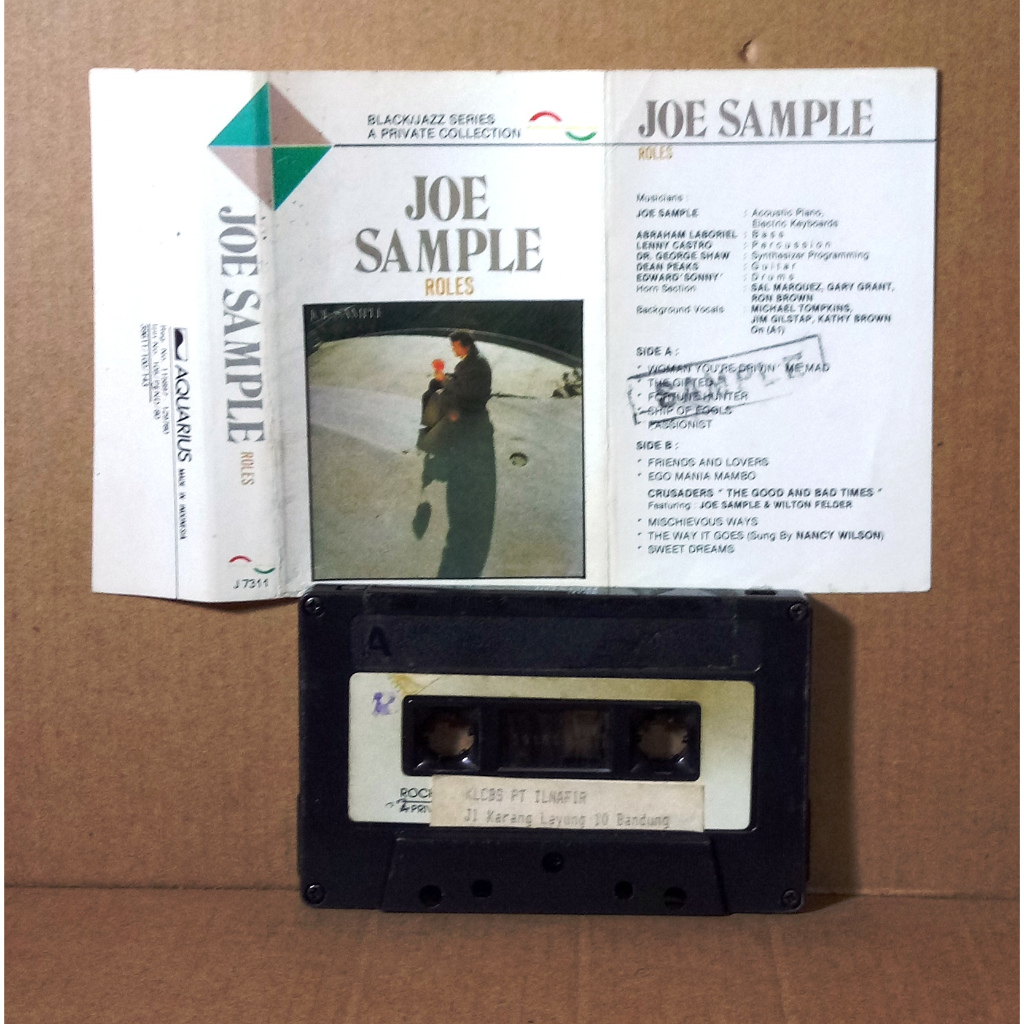 BLACK/JAZZ SERIES
A PRIVATE COLLECTION
JOE
SAMPLE
ROLES
JOE SAMPLE
ROLES
J 7311
AQUARIUS MADE IN INDONESIA
JOE SAMPLE
ROLES
Musicians :
JOE SAMPLE : Acoustic Piano,
Electric Keyboards
ABRAHAM LABORIEL : Bass
LENNY CASTRO : Percussion
DR. GEORGE SHAW : Synthesizer Programming
DEAN PEAKS : Guitar
EDWARD "SONNY" : Drums
Horn Section : SAL MARQUEZ, GARY GRANT,
RON BROWN
Background Vocals : MICHAEL TOMPKINS,
JIM GILSTAP, KATHY BROWN
On (A1)
SIDE A :
* WOMAN YOU'RE DRIVIN' ME MAD
* THE GIFTED
* FORTUNE HUNTER
* SHIP OF FOOLS
* PASSIONIST
SAMPLE
SIDE B :
* FRIENDS AND LOVERS
* EGO MANIA MAMBO
CRUSADERS " THE GOOD AND BAD TIMES "
Featuring : JOE SAMPLE & WILTON FELDER
* MISCHIEVOUS WAYS
* THE WAY IT GOES (Sung By NANCY WILSON)
* SWEET DREAMS
A
ROCK
A PRIV
KLCBS PT ILNAFIR
Jl Karang Layung 10 Bandung